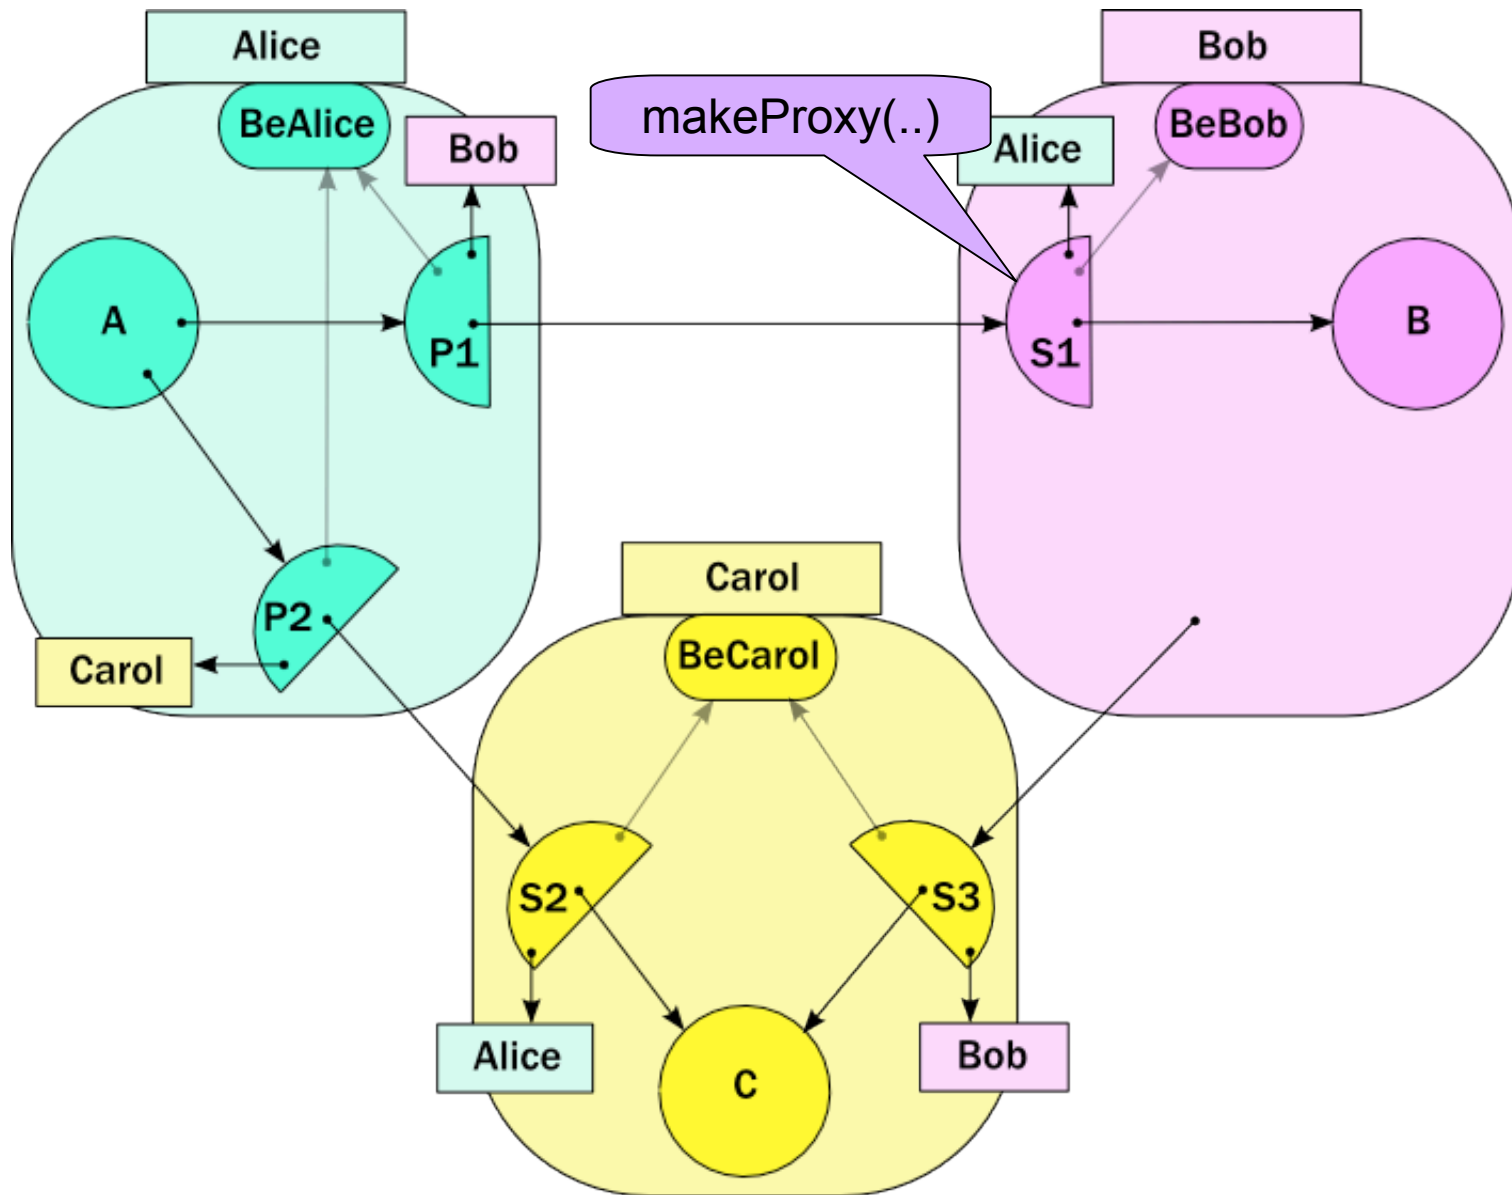 Alice
Bob
BeAlice
Bob
makeProxy(..)
Alice
BeBob
A
P1
S1
B
P2
Carol
Carol
BeCarol
S2
S3
Alice
C
Bob